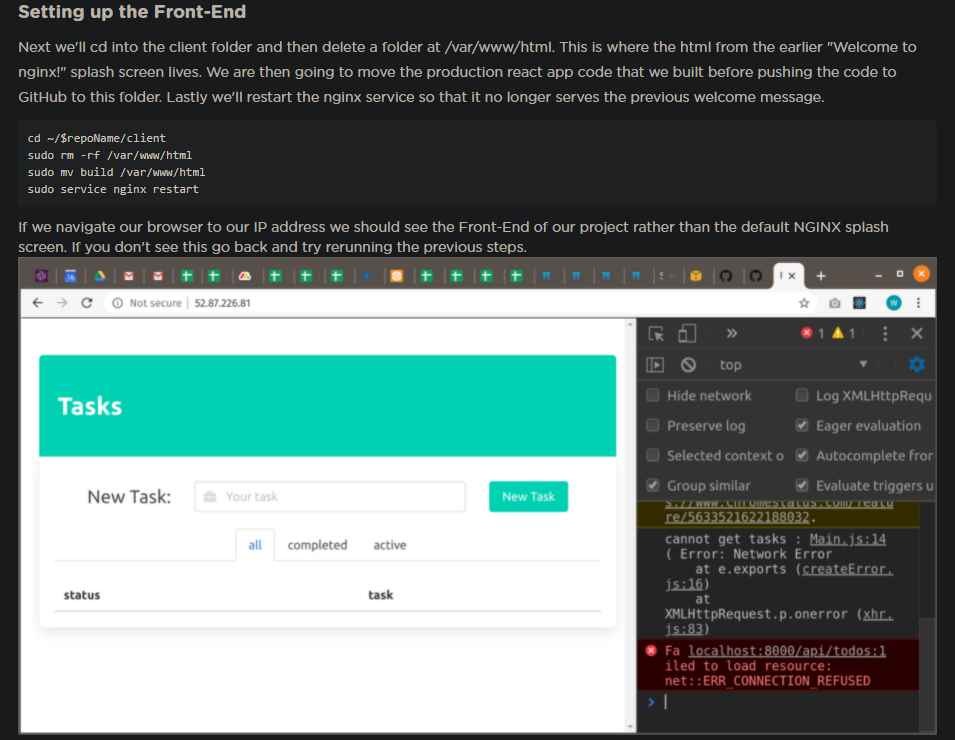 Setting up the Front-End
Next we'll cd into the client folder and then delete a folder at /var/www/html. This is where the html from the earlier "Welcome to
nginx!" splash screen lives. We are then going to move the production react app code that we built before pushing the code to
GitHub to this folder. Lastly we'll restart the nginx service so that it no longer serves the previous welcome message.
cd ~/$repoName/client
sudo rm -rf /var/www/html
sudo mv build /var/www/html
sudo service nginx restart
If we navigate our browser to our IP address we should see the Front-End of our project rather than the default NGINX splash
screen. If you don't see this go back and try rerunning the previous steps.
Not secure | 52.87.226.81
W
Tasks
New Task:
Your task
New Task
all
completed
active
status
task
1
1
top
Hide network
Log XMLHttpRequ
Preserve log
Eager evaluation
Selected context o
Autocomplete fror
Group similar
Evaluate triggers u
s://www.chromestatus.com/featu
re/5633521622188032.
cannot get tasks : Main.js:14
( Error: Network Error
at e.exports (createError.
js:16)
at
XMLHttpRequest.p.onerror (xhr.
js:83)
Fa localhost:8000/api/todos:1
iled to load resource:
net::ERR_CONNECTION_REFUSED